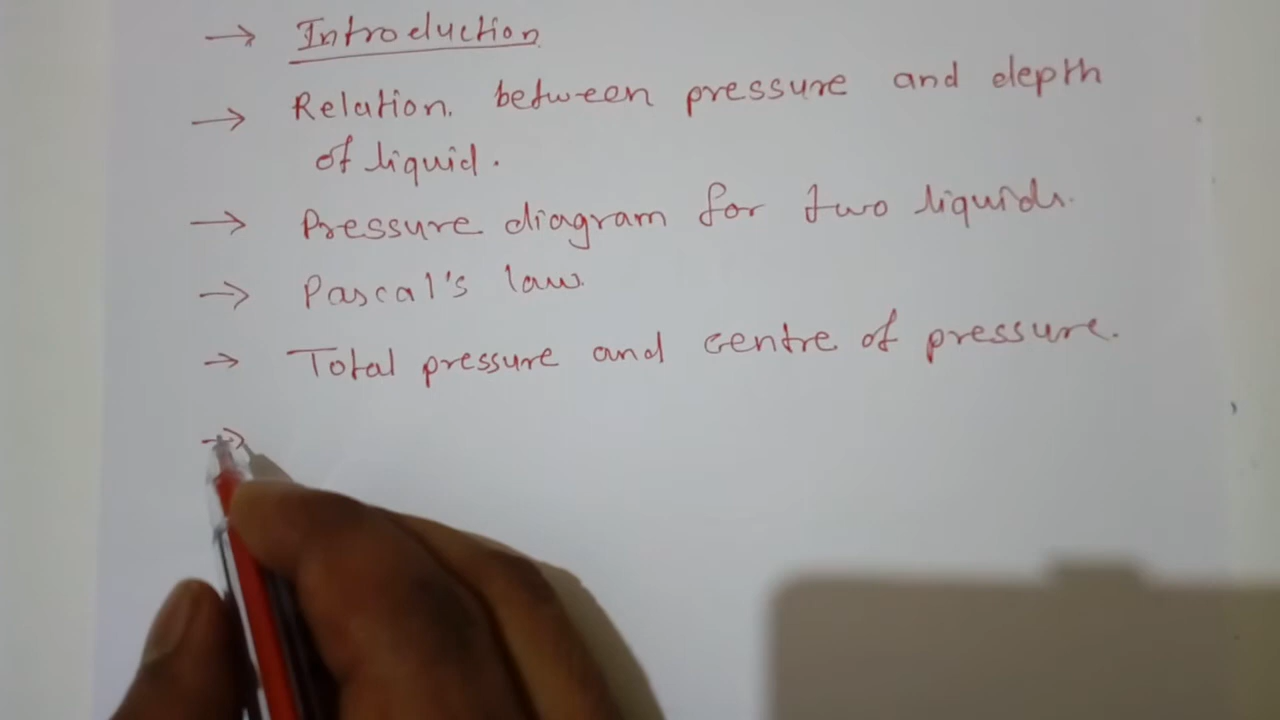 → Introduction
→ Relation between pressure and depth
of liquid.
→ Pressure diagram for two liquids.
→ Pascal's law
→ Total pressure and centre of pressure.
→